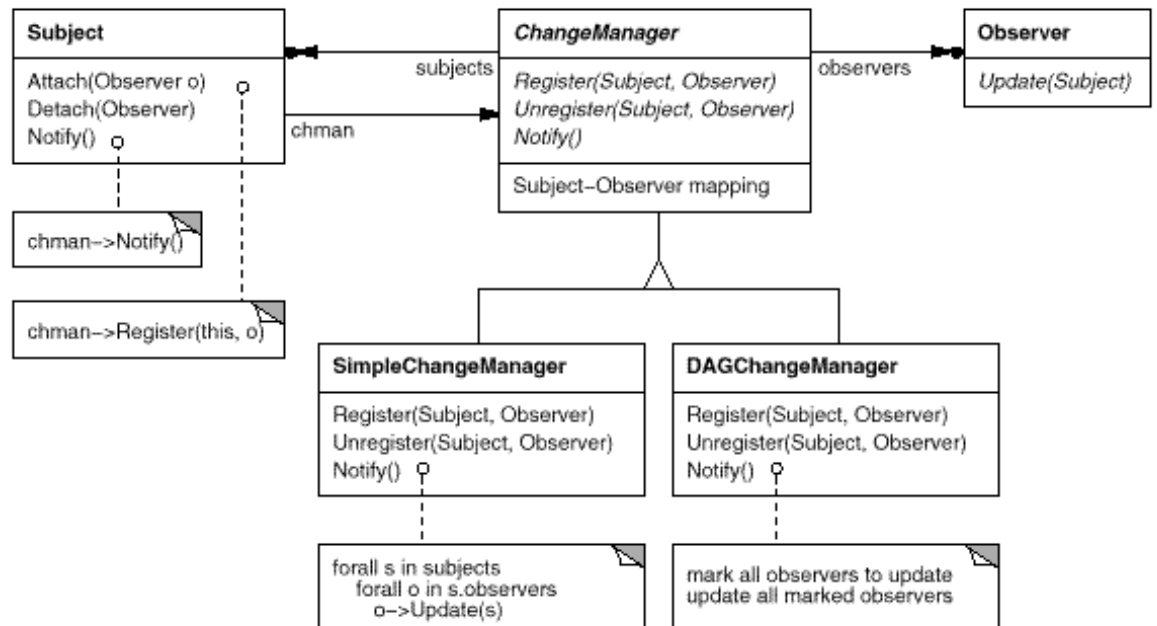 Subject
Attach(Observer o)
Detach(Observer)
Notify()
chman->Notify()
chman->Register(this, o)
subjects
chman
ChangeManager
Register(Subject, Observer)
Unregister(Subject, Observer)
Notify()
Subject-Observer mapping
observers
Observer
Update(Subject)
SimpleChangeManager
Register(Subject, Observer)
Unregister(Subject, Observer)
Notify()
forall s in subjects
forall o in s.observers
o->Update(s)
DAGChangeManager
Register(Subject, Observer)
Unregister(Subject, Observer)
Notify()
mark all observers to update
update all marked observers